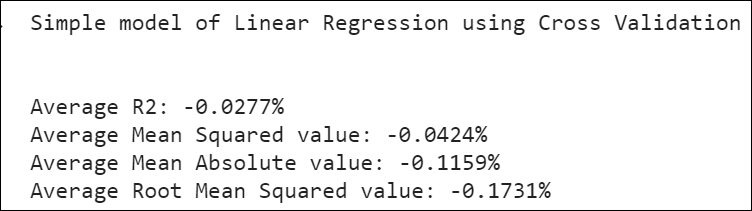 Simple model of Linear Regression using Cross Validation
Average R2: -0.0277%
Average Mean Squared value: -0.0424%
Average Mean Absolute value: -0.1159%
Average Root Mean Squared value: -0.1731%